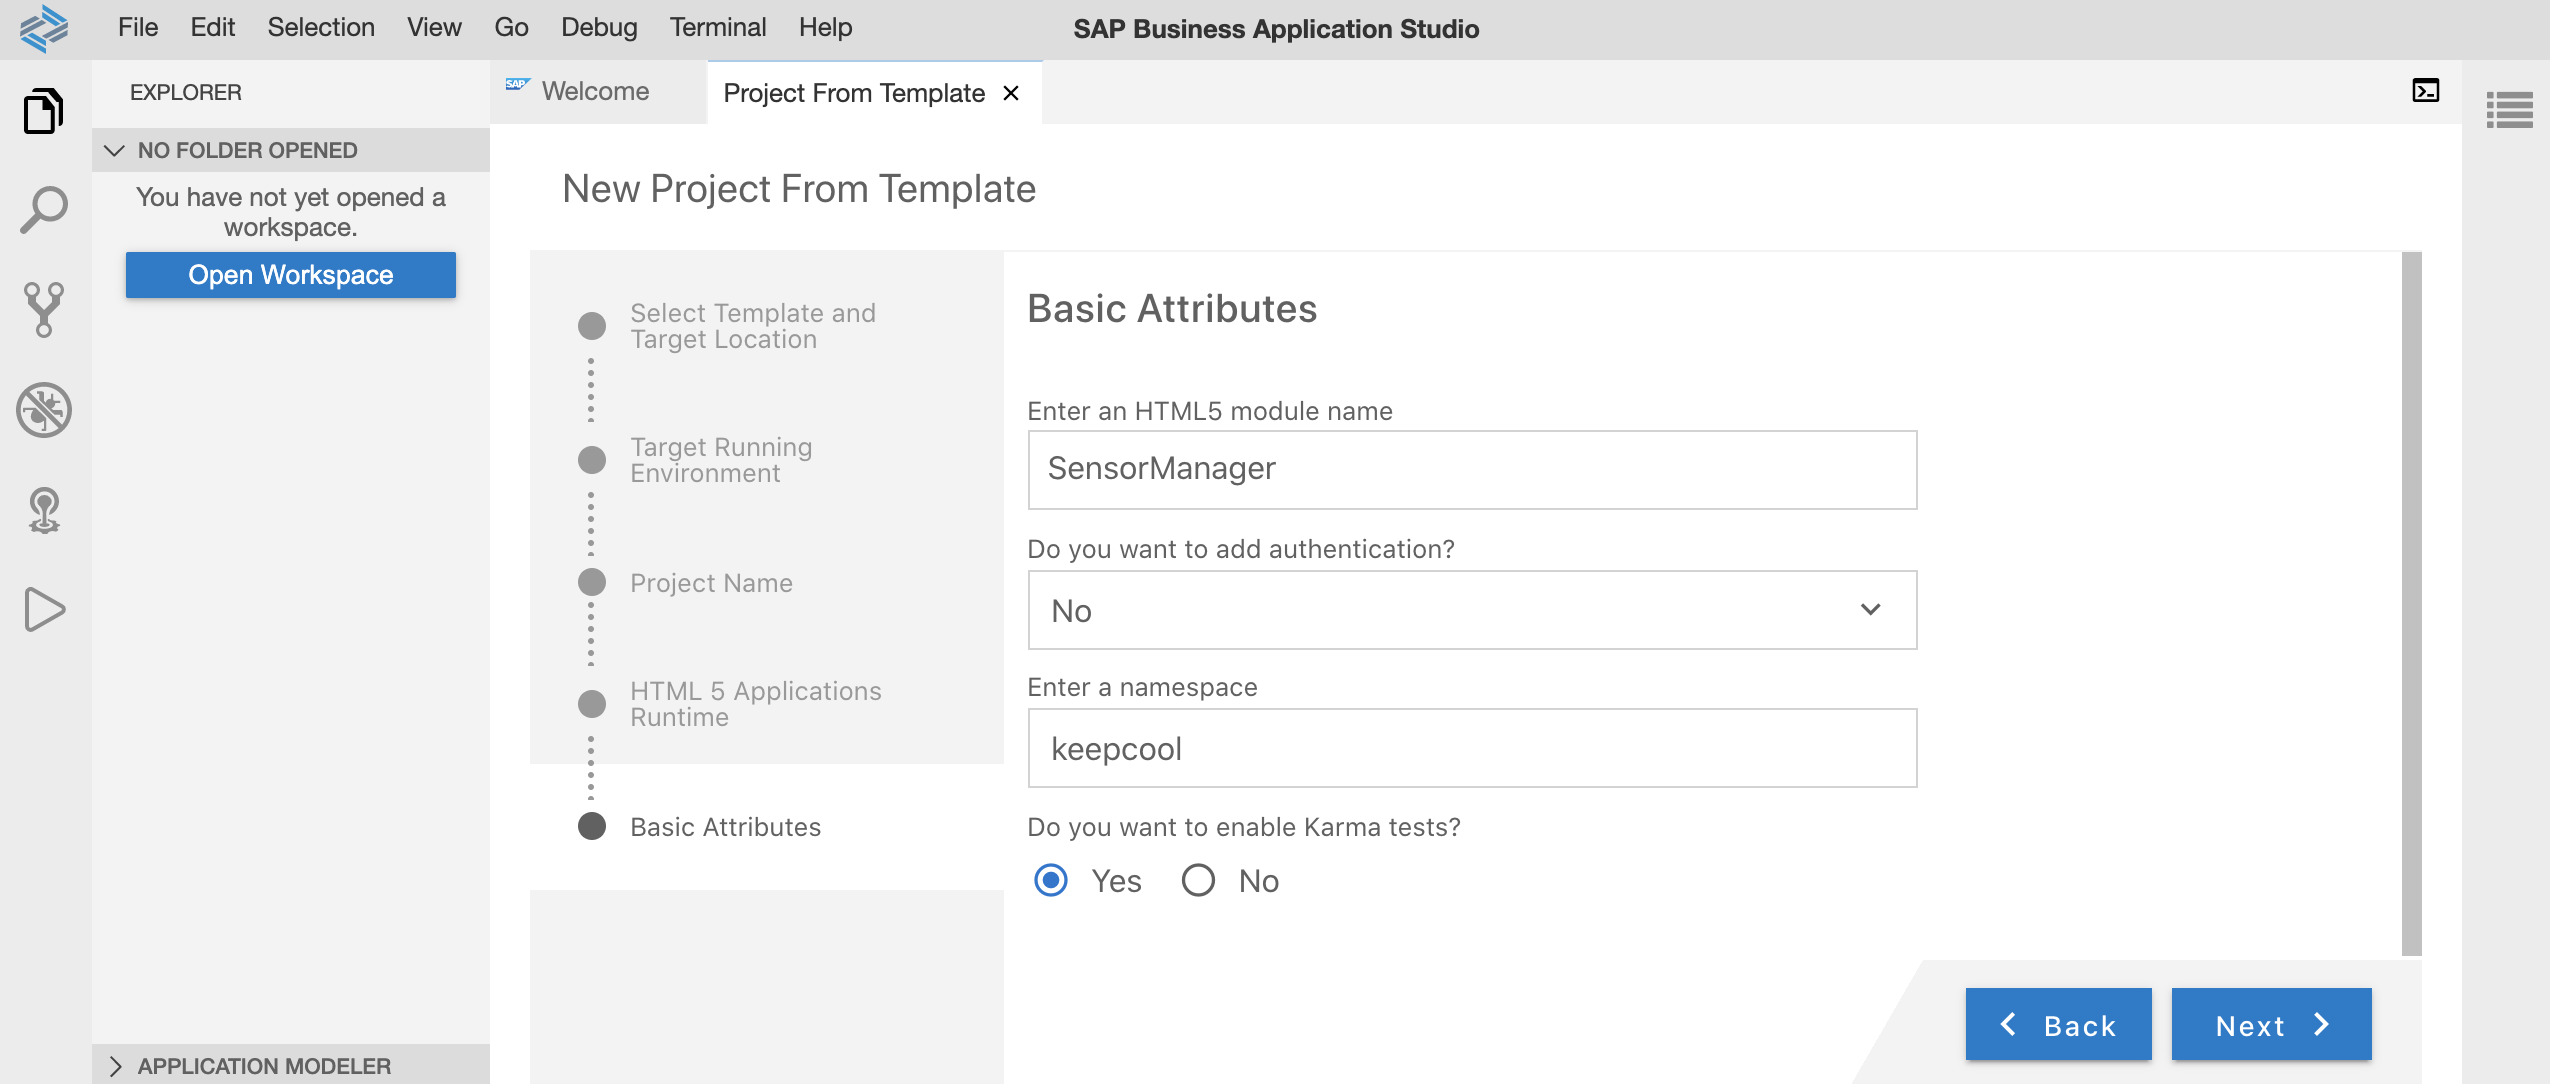 File Edit Selection View Go Debug Terminal Help
SAP Business Application Studio
EXPLORER
NO FOLDER OPENED
You have not yet opened a
workspace.
Open Workspace
APPLICATION MODELER
SAP Welcome
Project From Template
New Project From Template
Select Template and
Target Location
Target Running
Environment
Project Name
HTML 5 Applications
Runtime
Basic Attributes
Basic Attributes
Enter an HTML5 module name
SensorManager
Do you want to add authentication?
No
Enter a namespace
keepcool
Do you want to enable Karma tests?
Yes No
Back
Next